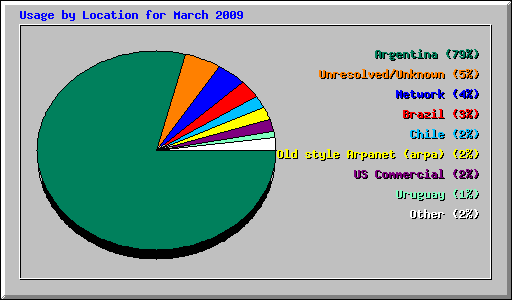 Usage by Location for March 2009
Argentina (79%)
Unresolved/Unknown (5%)
Network (4%)
Brazil (3%)
Chile (2%)
Old style Arpanet (arpa) (2%)
US Commercial (2%)
Uruguay (1%)
Other (2%)